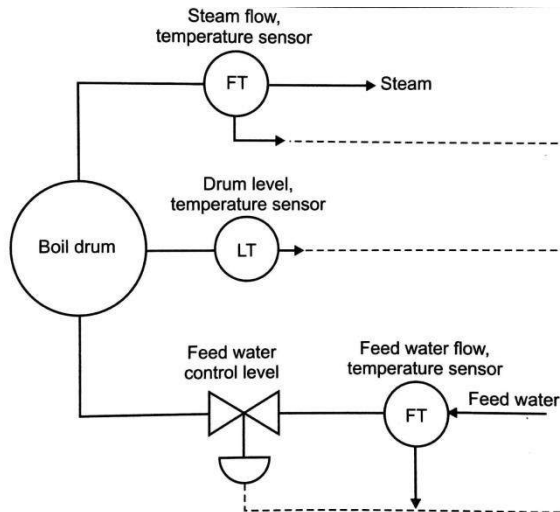 Steam flow,
temperature sensor
FT
Steam
Drum level,
temperature sensor
Boil drum
LT
Feed water
control level
Feed water flow,
temperature sensor
FT
Feed water